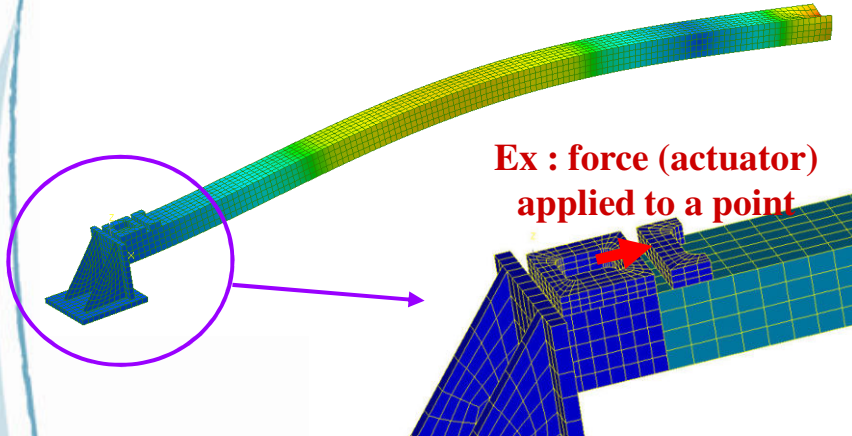 Ex : force (actuator)
applied to a point